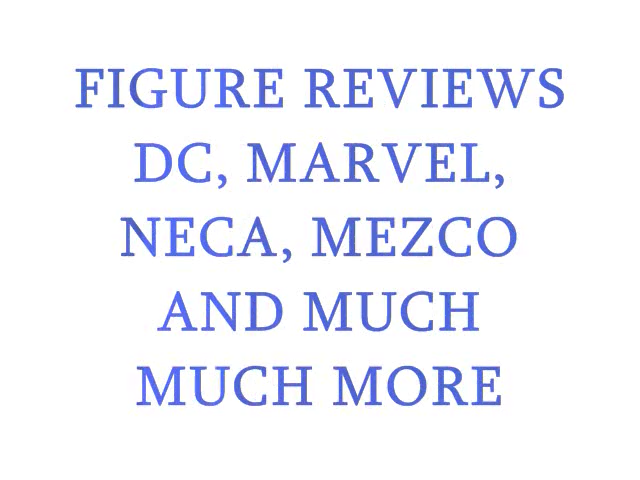 FIGURE REVIEWS
DC, MARVEL,
NECA, MEZCO
AND MUCH
MUCH MORE